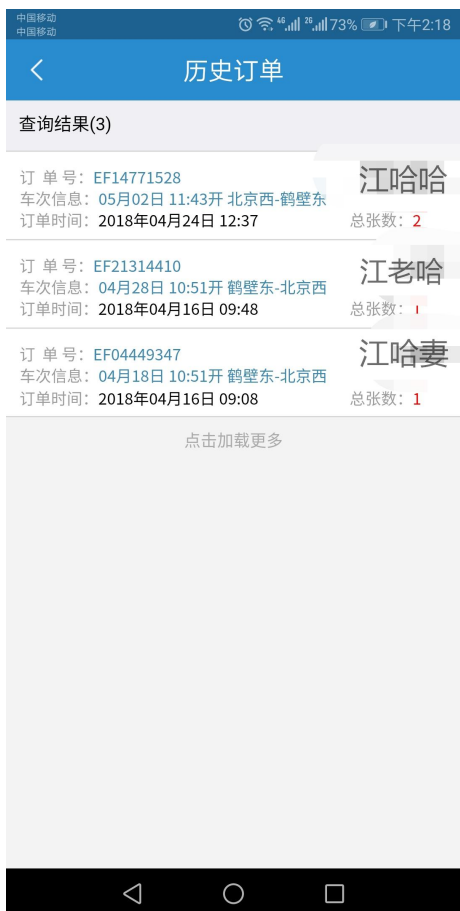 中国移动
中国移动
46 26 73% 下午2:18
历史订单
查询结果(3)
订 单 号：EF14771528
江哈哈
车次信息：05月02日 11:43开 北京西-鹤壁东
订单时间：2018年04月24日 12:37 总张数：2
订 单 号：EF21314410
江老哈
车次信息：04月28日 10:51开 鹤壁东-北京西
订单时间：2018年04月16日 09:48 总张数：
订 单 号：EF04449347
江哈妻
车次信息：04月18日 10:51开 鹤壁东-北京西
订单时间：2018年04月16日 09:08 总张数：1
点击加载更多